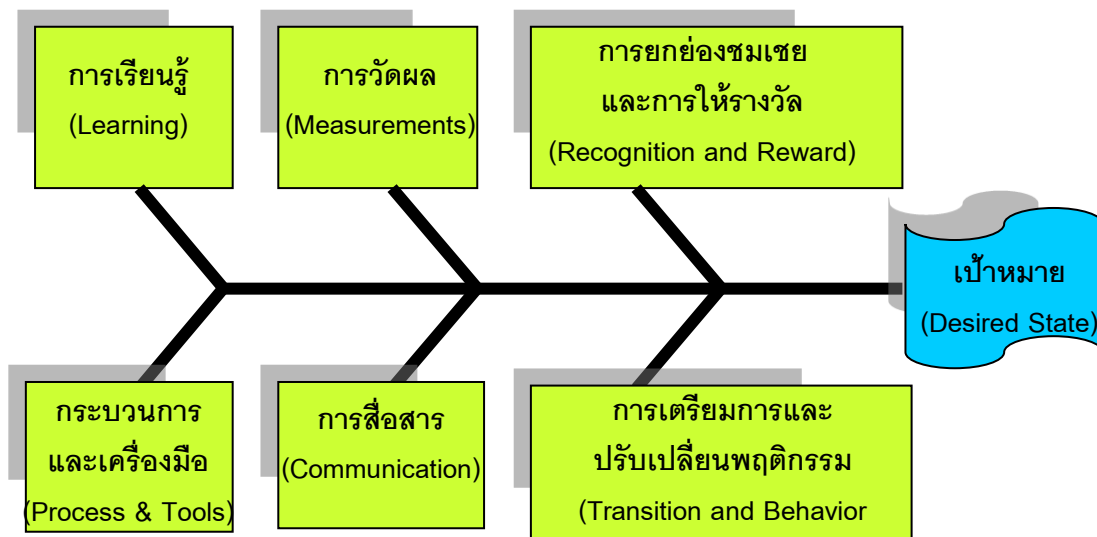 การเรียนรู้
(Learning)
การวัดผล
(Measurements)
การยกย่องชมเชย
และการให้รางวัล
(Recognition and Reward)
เป้าหมาย
(Desired State)
กระบวนการ
และเครื่องมือ
(Process & Tools)
การสื่อสาร
(Communication)
การเตรียมการและ
ปรับเปลี่ยนพฤติกรรม
(Transition and Behavior